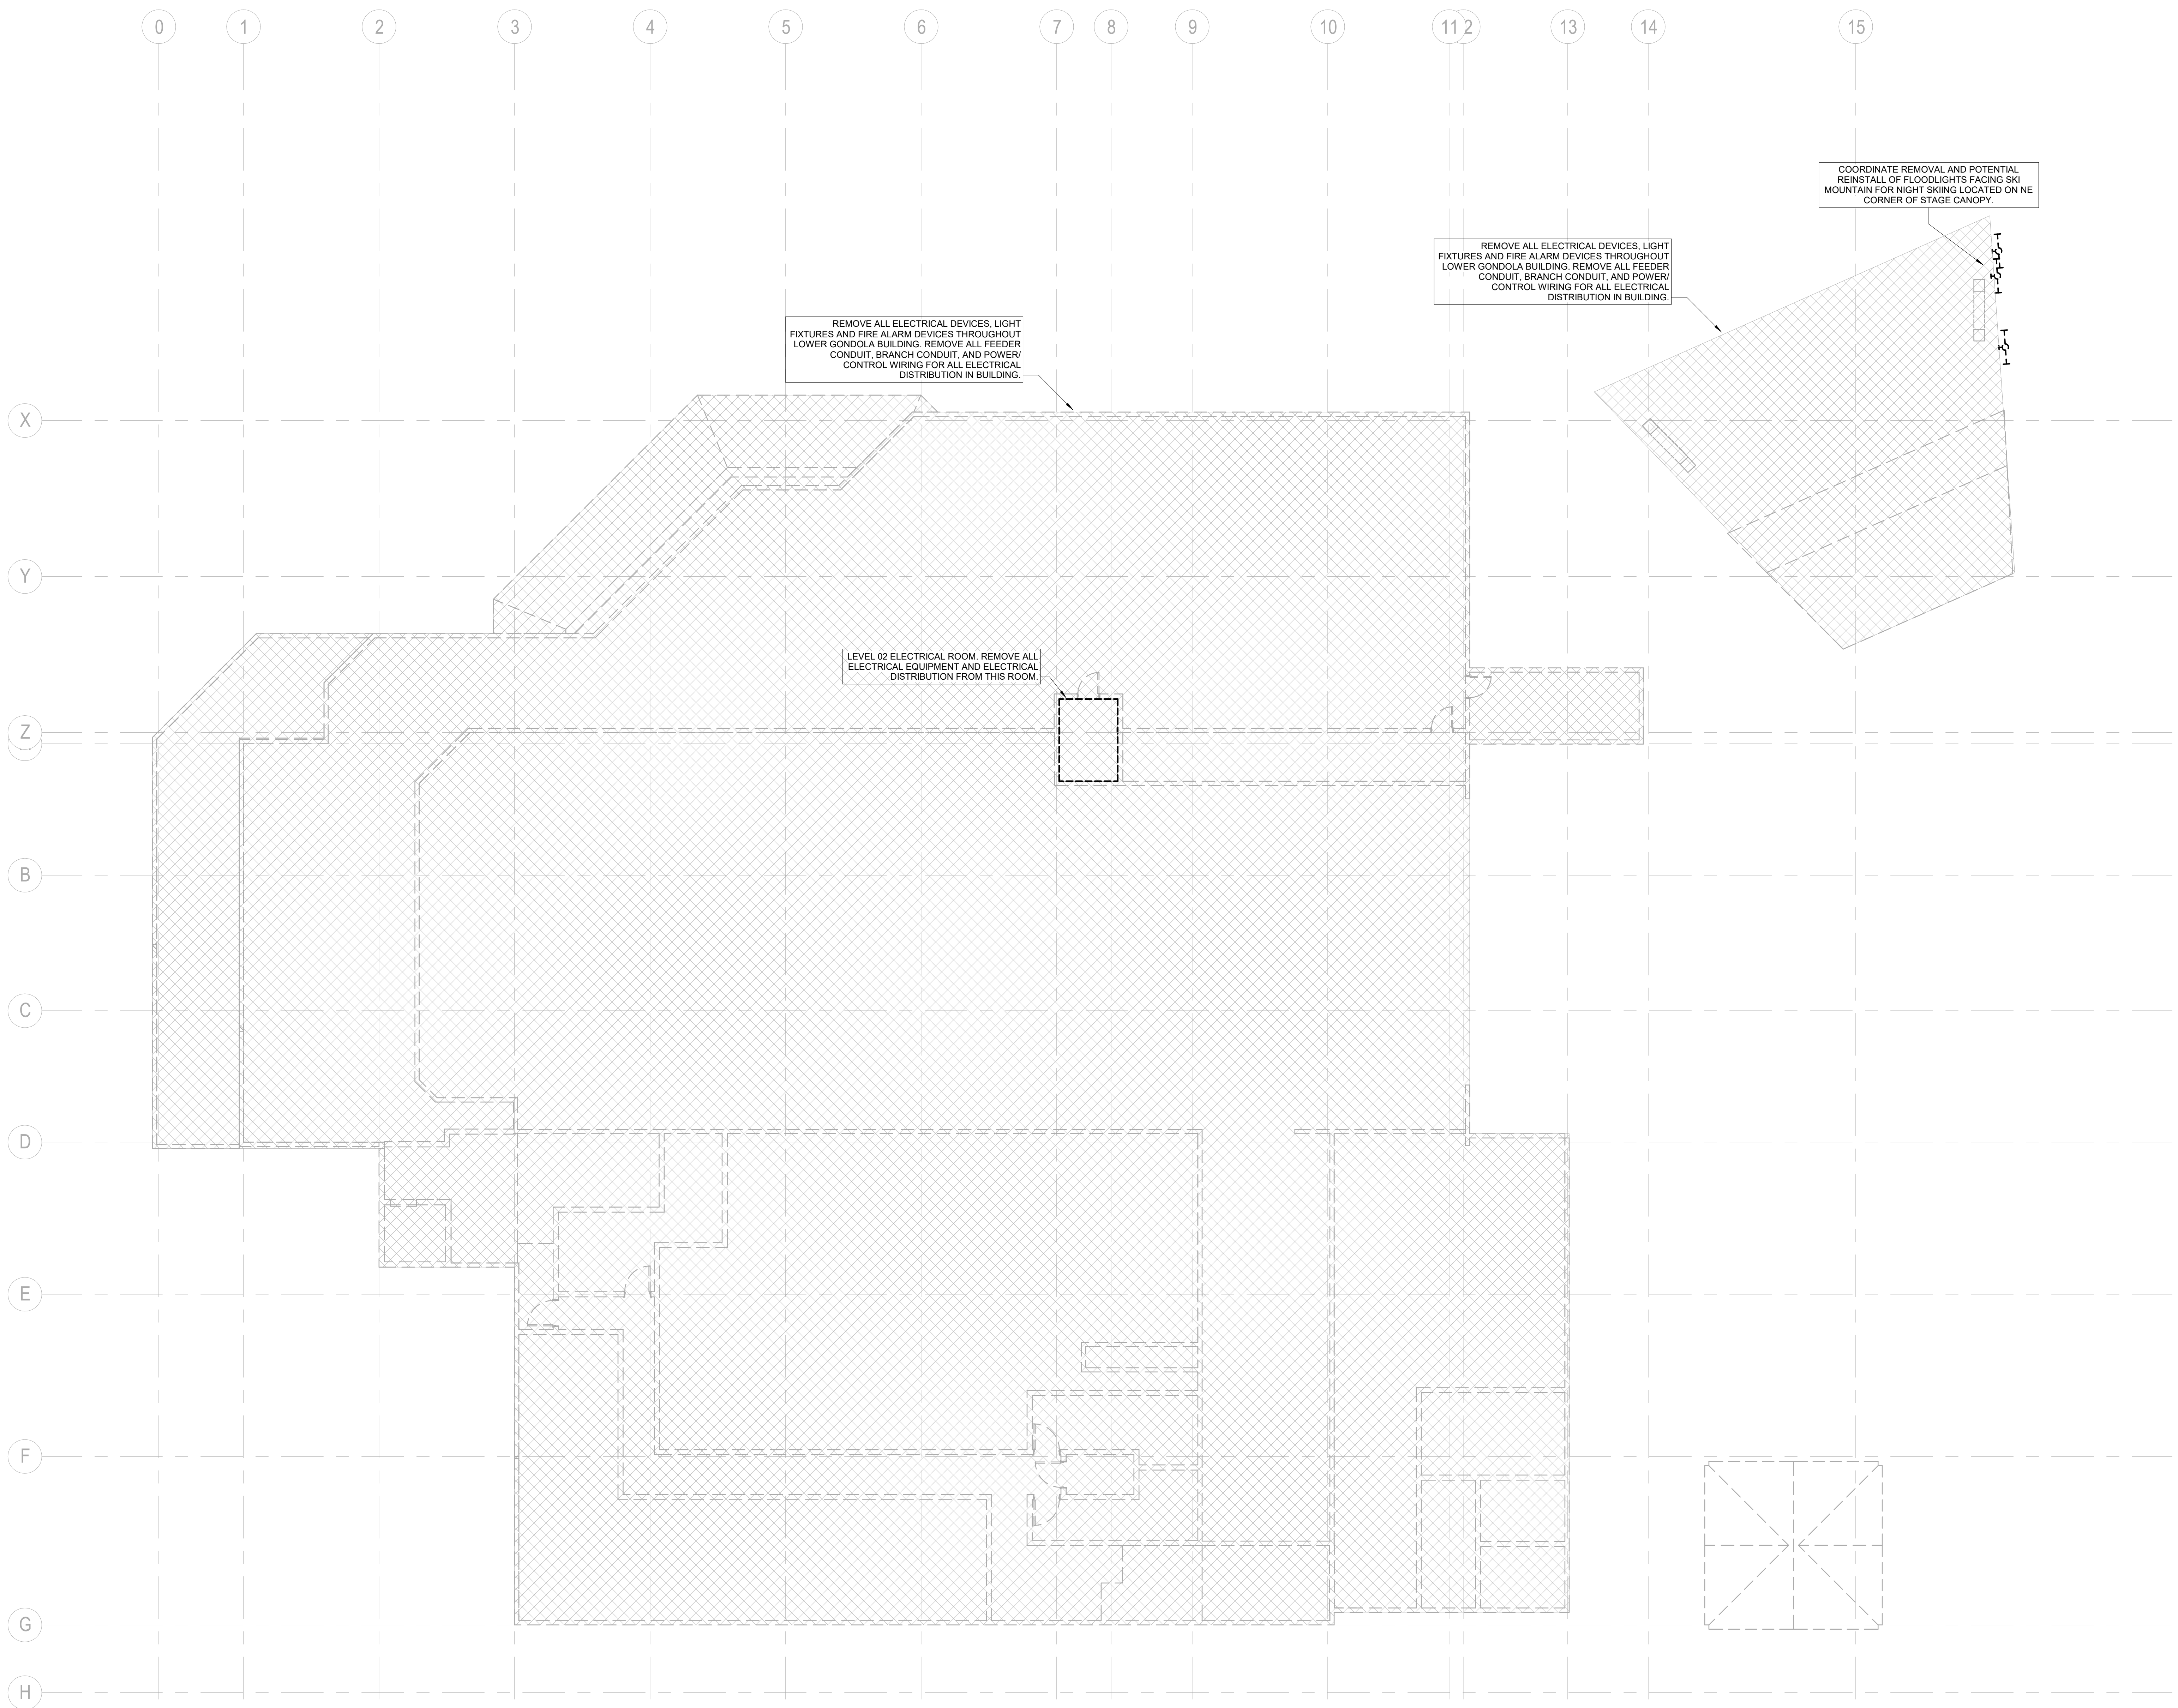 0 1 2 3 4 5 6 7 8 9 10 11 2 13 14 15
COORDINATE REMOVAL AND POTENTIAL
REINSTALL OF FLOODLIGHTS FACING SKI
MOUNTAIN FOR NIGHT SKIING LOCATED ON NE
CORNER OF STAGE CANOPY.
REMOVE ALL ELECTRICAL DEVICES, LIGHT
FIXTURES AND FIRE ALARM DEVICES THROUGHOUT
LOWER GONDOLA BUILDING. REMOVE ALL FEEDER
CONDUIT, BRANCH CONDUIT, AND POWER/
CONTROL WIRING FOR ALL ELECTRICAL
DISTRIBUTION IN BUILDING.
REMOVE ALL ELECTRICAL DEVICES, LIGHT
FIXTURES AND FIRE ALARM DEVICES THROUGHOUT
LOWER GONDOLA BUILDING. REMOVE ALL FEEDER
CONDUIT, BRANCH CONDUIT, AND POWER/
CONTROL WIRING FOR ALL ELECTRICAL
DISTRIBUTION IN BUILDING.
X
Y
LEVEL 02 ELECTRICAL ROOM. REMOVE ALL
ELECTRICAL EQUIPMENT AND ELECTRICAL
DISTRIBUTION FROM THIS ROOM.
Z
B
C
D
E
F
G
H